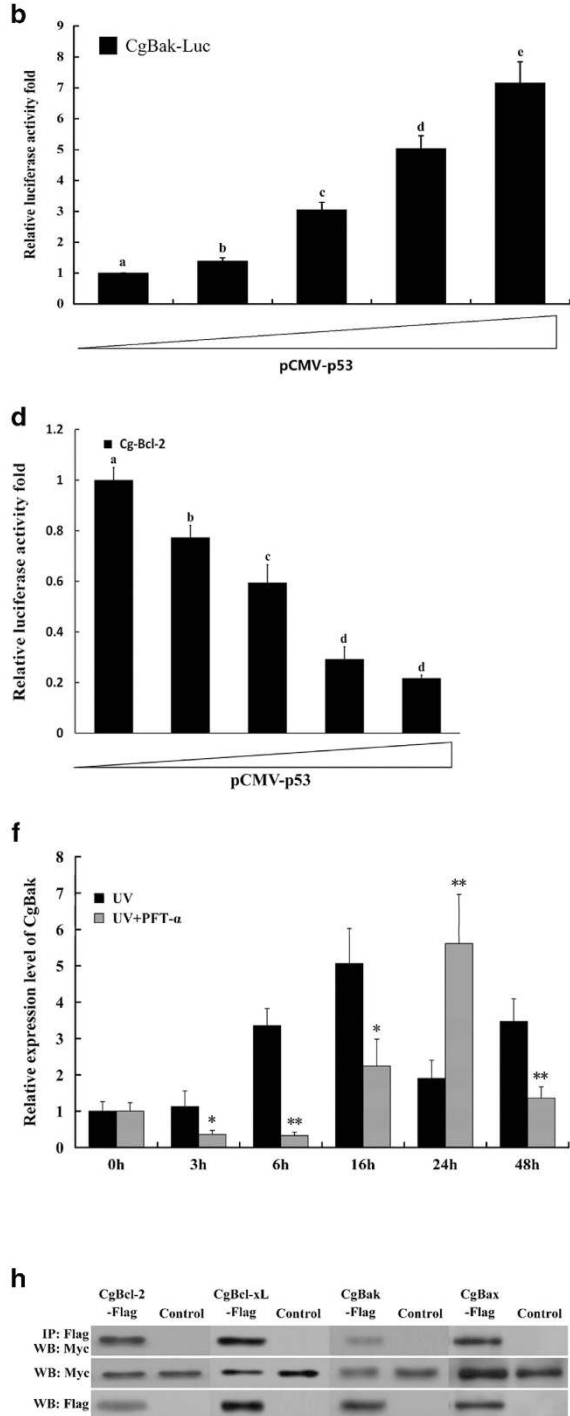 b
CgBak-Luc
Relative luciferase activity fold
9
8
7
6
5
4
3
2
1
0
a
b
c
d
e
pCMV-p53
d
Cg-Bcl-2
Relative luciferase activity fold
1.2
1
0.8
0.6
0.4
0.2
0
a
b
c
d
d
pCMV-p53
f
UV
UV+PFT-α
Relative expression level of CgBak
8
7
6
5
4
3
2
1
0
*
**
*
**
**
0h 3h 6h 16h 24h 48h
h
CgBcl-2 CgBcl-xL CgBak CgBax
-Flag Control -Flag Control -Flag Control -Flag Control
IP: Flag
WB: Myc
WB: Myc
WB: Flag